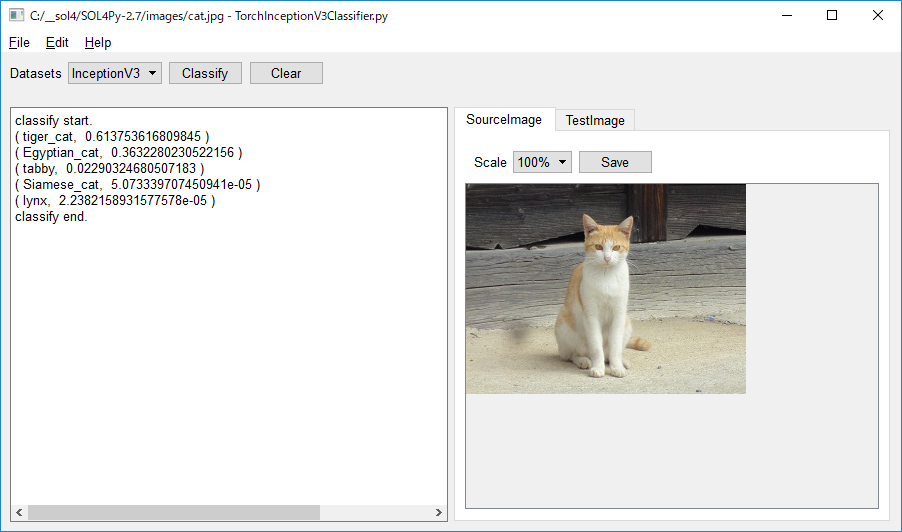 C:/__sol4/SOL4Py-2.7/images/cat.jpg - TorchInceptionV3Classifier.py
File Edit Help
Datasets InceptionV3 Classify Clear
classify start.
( tiger_cat,  0.613753616809845 )
( Egyptian_cat,  0.3632280230522156 )
( tabby,  0.02290324680507183 )
( Siamese_cat,  5.073339707450941e-05 )
( lynx,  2.2382158931577578e-05 )
classify end.
SourceImage TestImage
Scale 100% Save